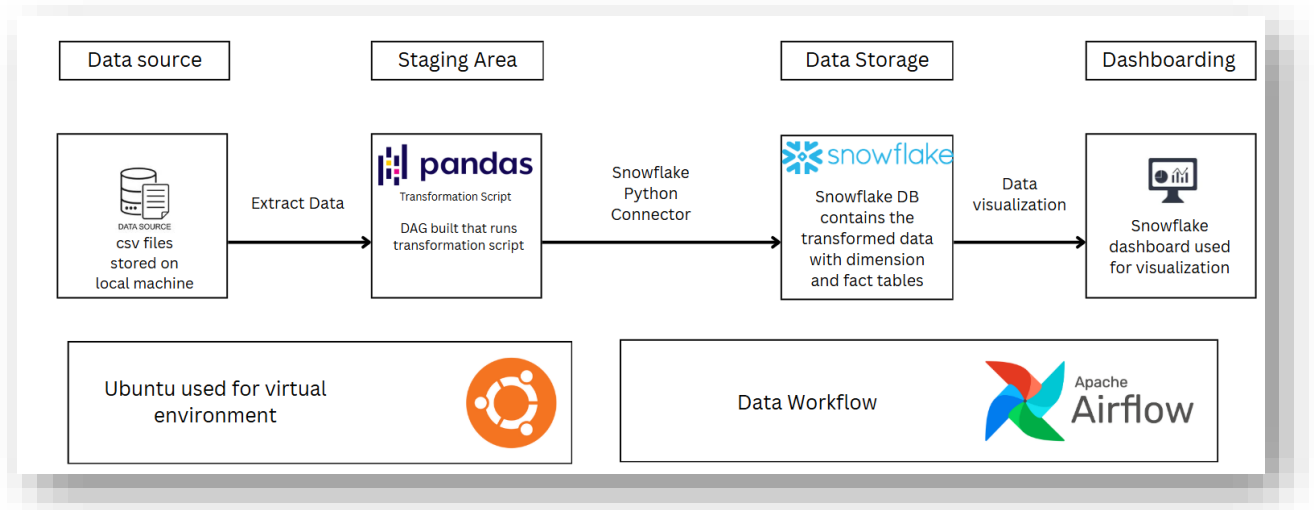 Data source
Staging Area
Data Storage
Dashboarding
DATA SOURCE
csv files
stored on
local machine
Extract Data
pandas
Transformation Script
DAG built that runs
transformation script
Snowflake
Python
Connector
snowflake
Snowflake DB
contains the
transformed data
with dimension
and fact tables
Data
visualization
Snowflake
dashboard used
for visualization
Ubuntu used for virtual
environment
Data Workflow
Apache
Airflow